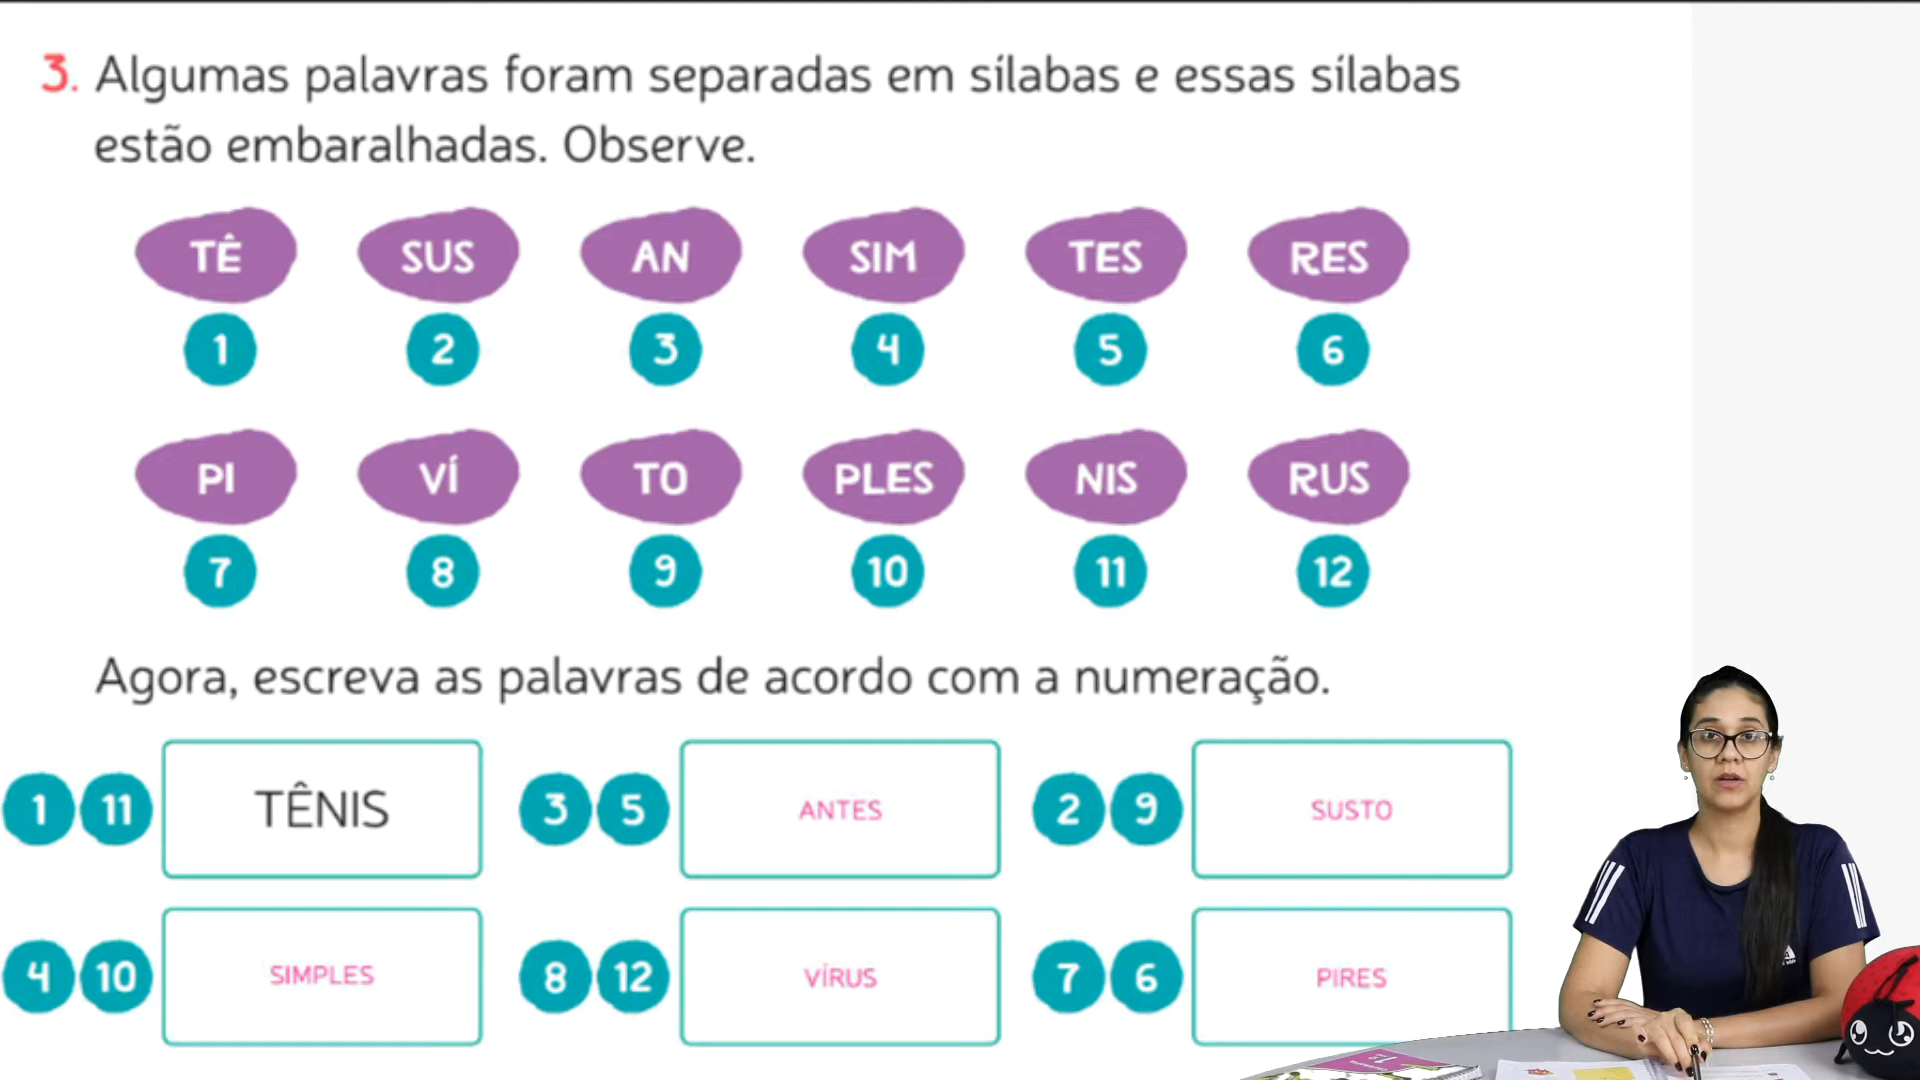 3. Algumas palavras foram separadas em sílabas e essas sílabas
estão embaralhadas. Observe.
TÊ SUS AN SIM TES RES
1 2 3 4 5 6
PI VÍ TO PLES NIS RUS
7 8 9 10 11 12
Agora, escreva as palavras de acordo com a numeração.
1 11 TÊNIS 3 5 ANTES 2 9 SUSTO
4 10 SIMPLES 8 12 VÍRUS 7 6 PIRES